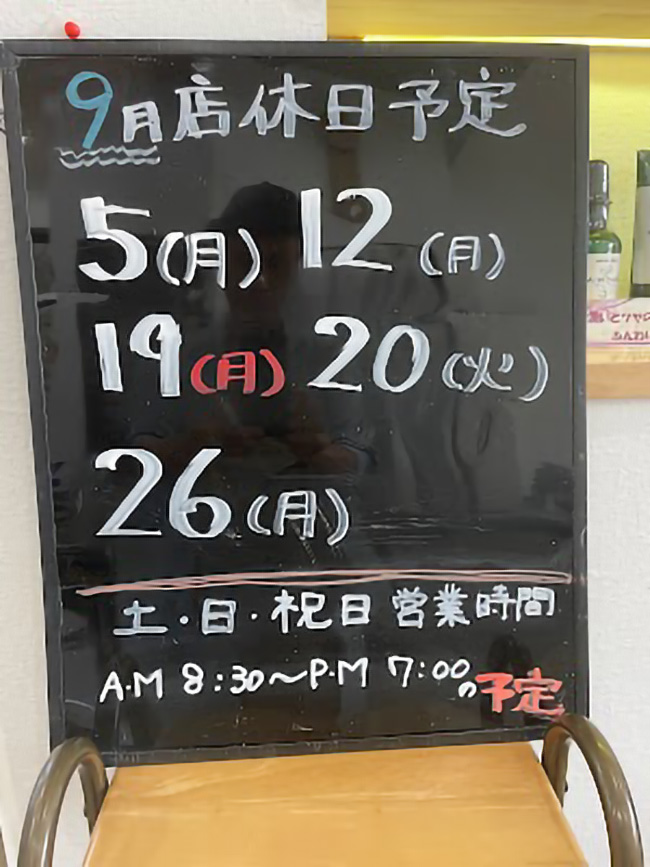 9月店休日予定
5(月) 12(月)
19(月) 20(火)
26(月)
土・日・祝日 営業時間
A・M 8:30〜P・M 7:00の予定